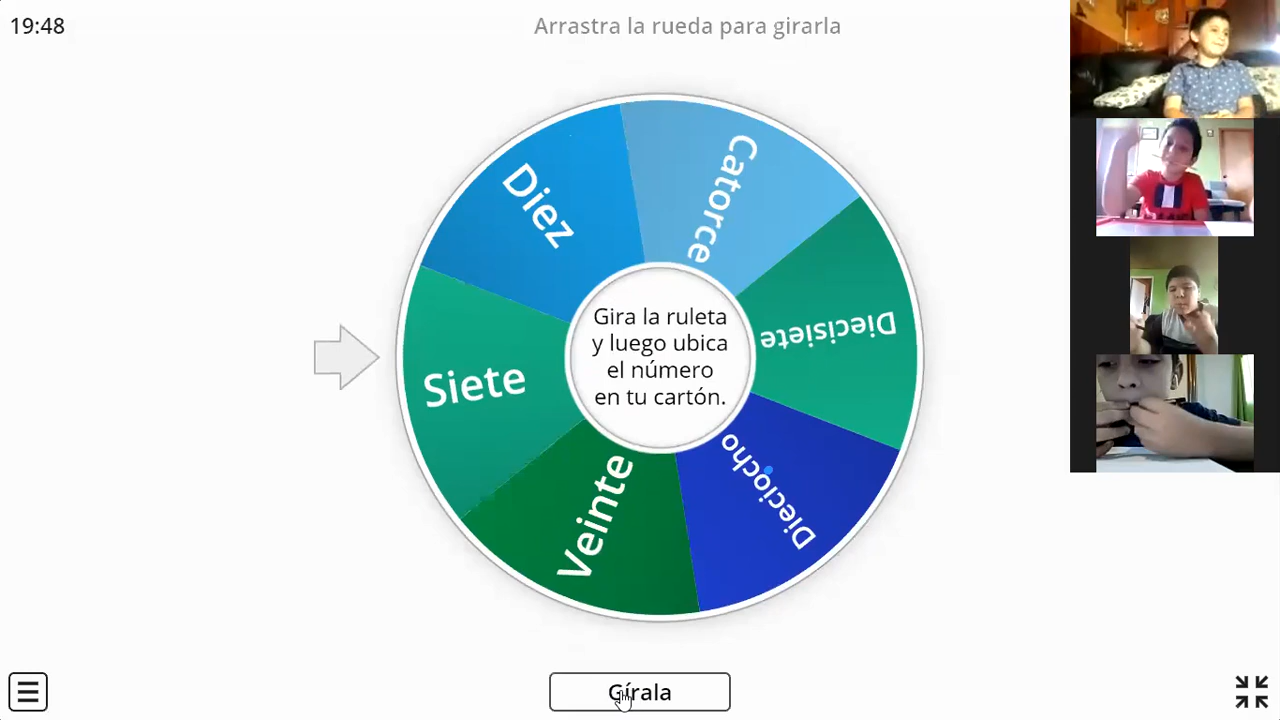 19:48
Arrastra la rueda para girarla
Catorce
Diez
Diecisiete
Gira la ruleta
y luego ubica
el número
en tu cartón.
Siete
Dieciocho
Veinte
Gírala